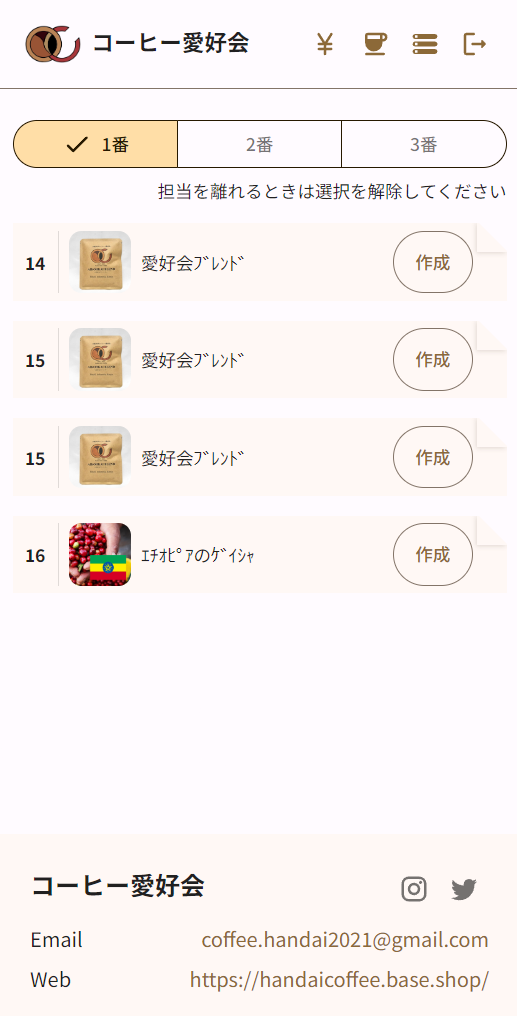 コーヒー愛好会
1番 2番 3番
担当を離れるときは選択を解除してください
14 愛好会ﾌﾞﾚﾝﾄﾞ 作成
15 愛好会ﾌﾞﾚﾝﾄﾞ 作成
15 愛好会ﾌﾞﾚﾝﾄﾞ 作成
16 ｴﾁｵﾋﾟｱのｹﾞｲｼｬ 作成
コーヒー愛好会
Email coffee.handai2021@gmail.com
Web https://handaicoffee.base.shop/